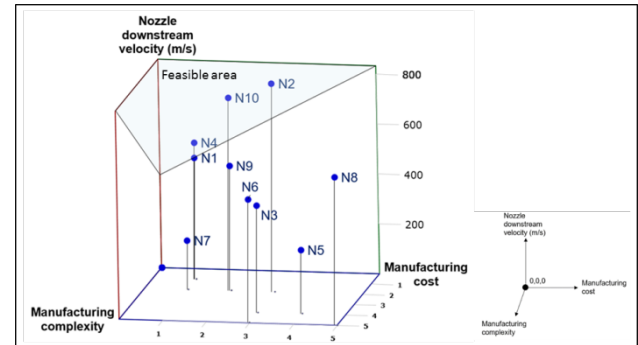 Nozzle
downstream
velocity (m/s)
Feasible area
800
N2
N10
600
N4
N1
N9
400
N8
N6
N3
200
N7
N5
Manufacturing
cost
Manufacturing
complexity
1
2
3
4
5
1
2
3
4
5
Nozzle
downstream
velocity (m/s)
0,0,0
Manufacturing
cost
Manufacturing
complexity